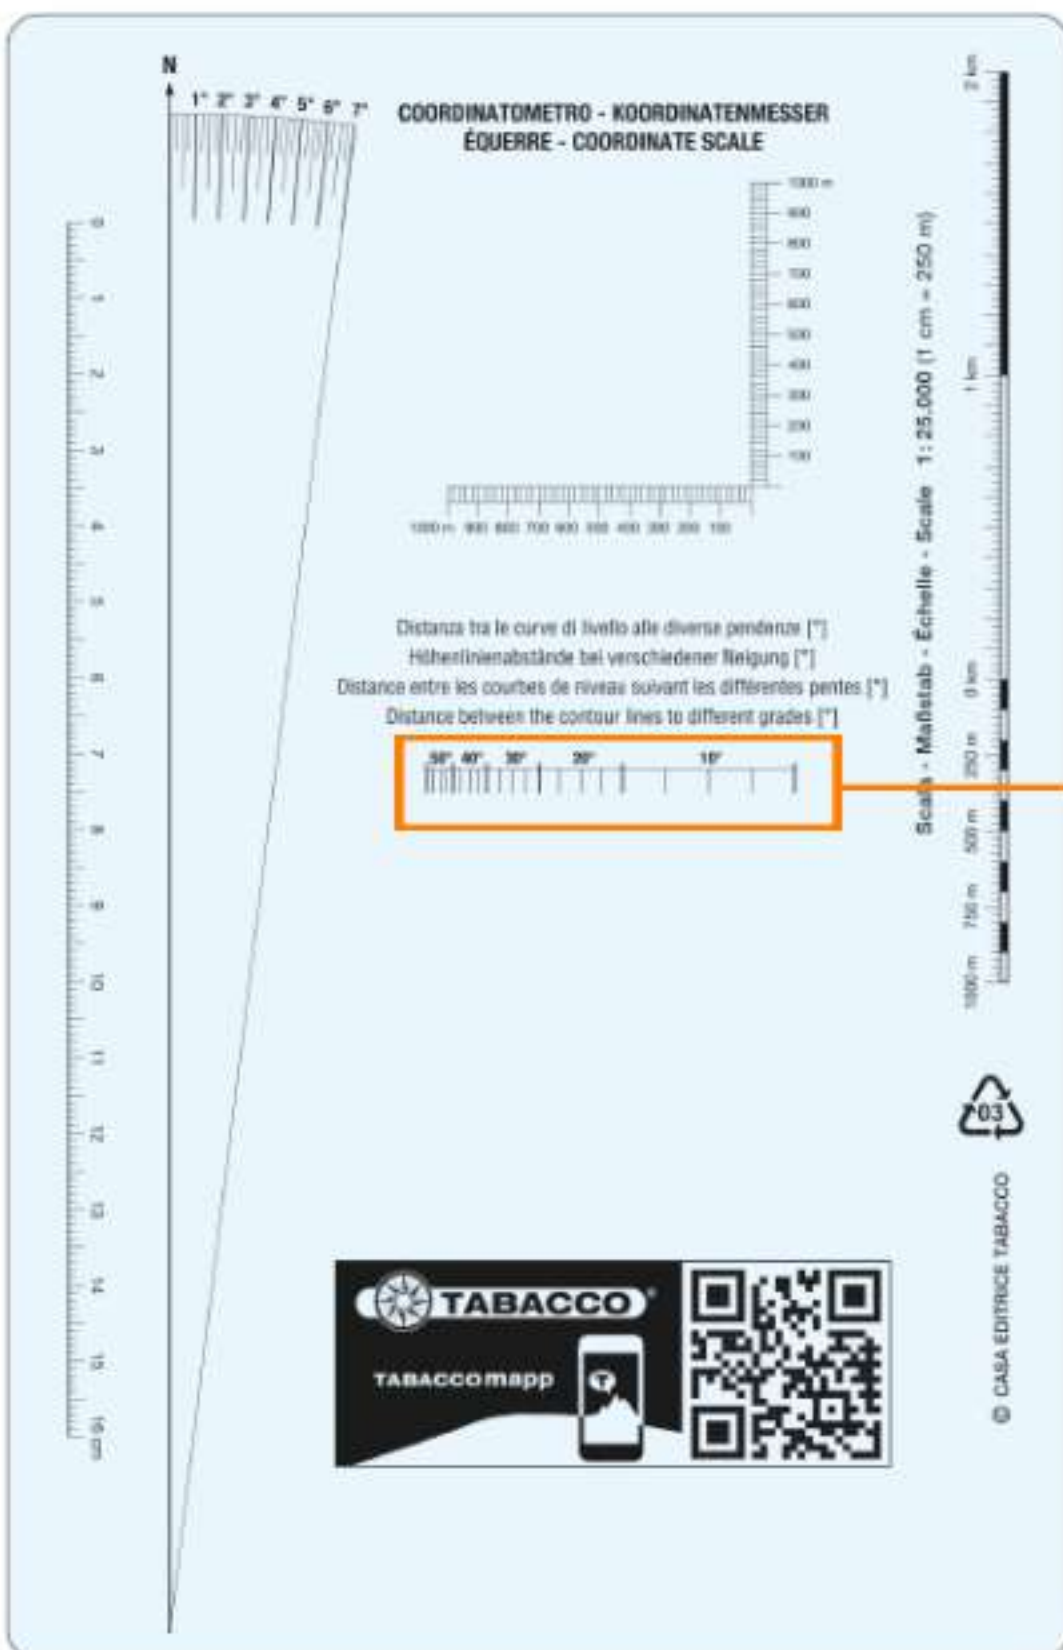 N
1° 2° 3° 4° 5° 6° 7°
COORDINATOMETRO - KOORDINATENMESSER
ÉQUERRE - COORDINATE SCALE
1000 m
900
800
700
600
500
400
300
200
100
1000 m 900 800 700 600 500 400 300 200 100
Distanza tra le curve di livello alle diverse pendenze [°]
Höhenlinienabstände bei verschiedener Neigung [°]
Distance entre les courbes de niveau suivant les différentes pentes [°]
Distance between the contour lines to different grades [°]
50° 40° 30° 20° 10°
0 1 2 3 4 5 6 7 8 9 10 11 12 13 14 15 16 cm
Scala - Maßstab - Échelle - Scale 1:25.000 (1 cm = 250 m)
1000 m 750 m 500 m 250 m 0 km 1 km 2 km
03
© CASA EDITRICE TABACCO
TABACCO®
TABACCOmapp
T